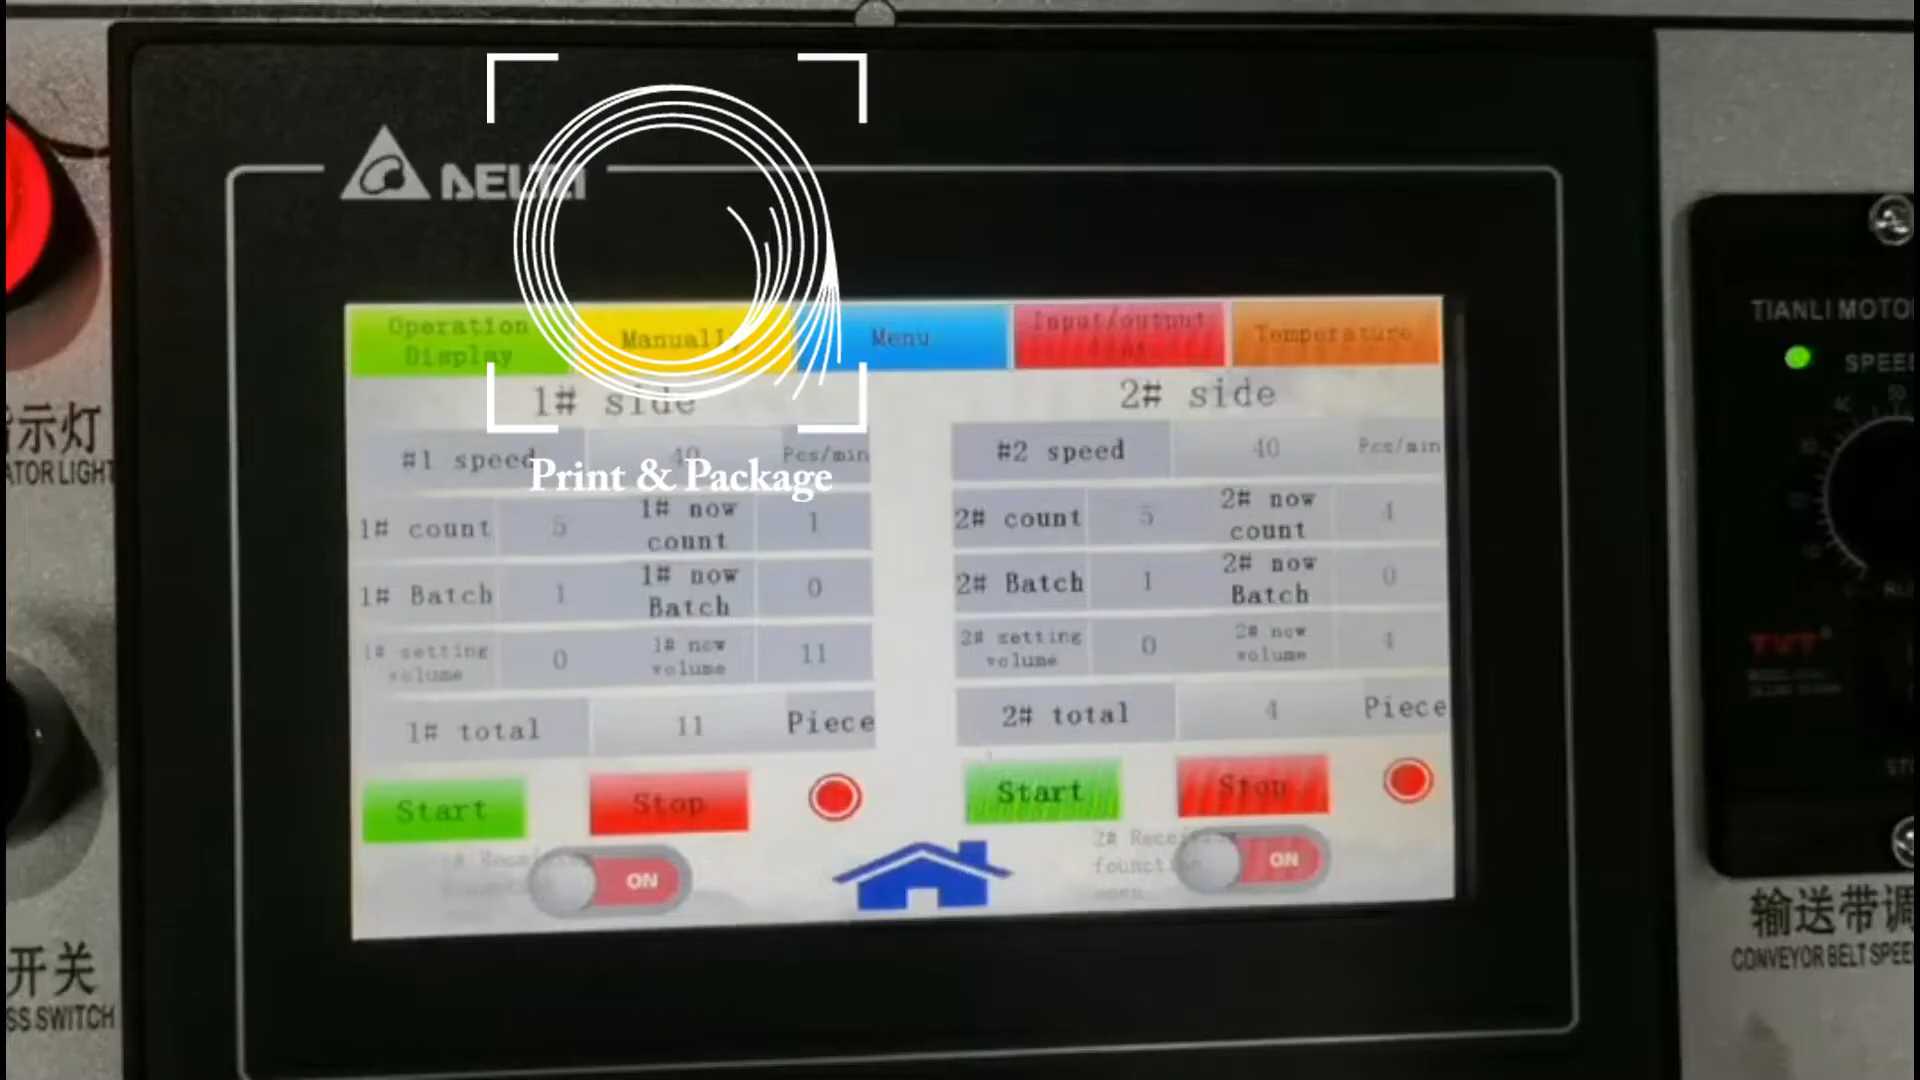 Operation
Display
Manually
Menu
Input/output
Temperature
1# side
2# side
#1 speed 40 Pcs/min
#2 speed 40 Pcs/min
Print & Package
1# count 5 1# now count 1
2# count 5 2# now count 4
1# Batch 1 1# now Batch 0
2# Batch 1 2# now Batch 0
1# setting volume 0 1# now volume 11
2# setting volume 0 2# now volume 4
1# total 11 Piece
2# total 4 Piece
Start Stop
Start Stop
ON
2#
ON
TIANLI MOTO
SPEED
TVT
示灯
ATOR LIGHT
开关
SS SWITCH
输送带调
CONVEYOR BELT SPEE